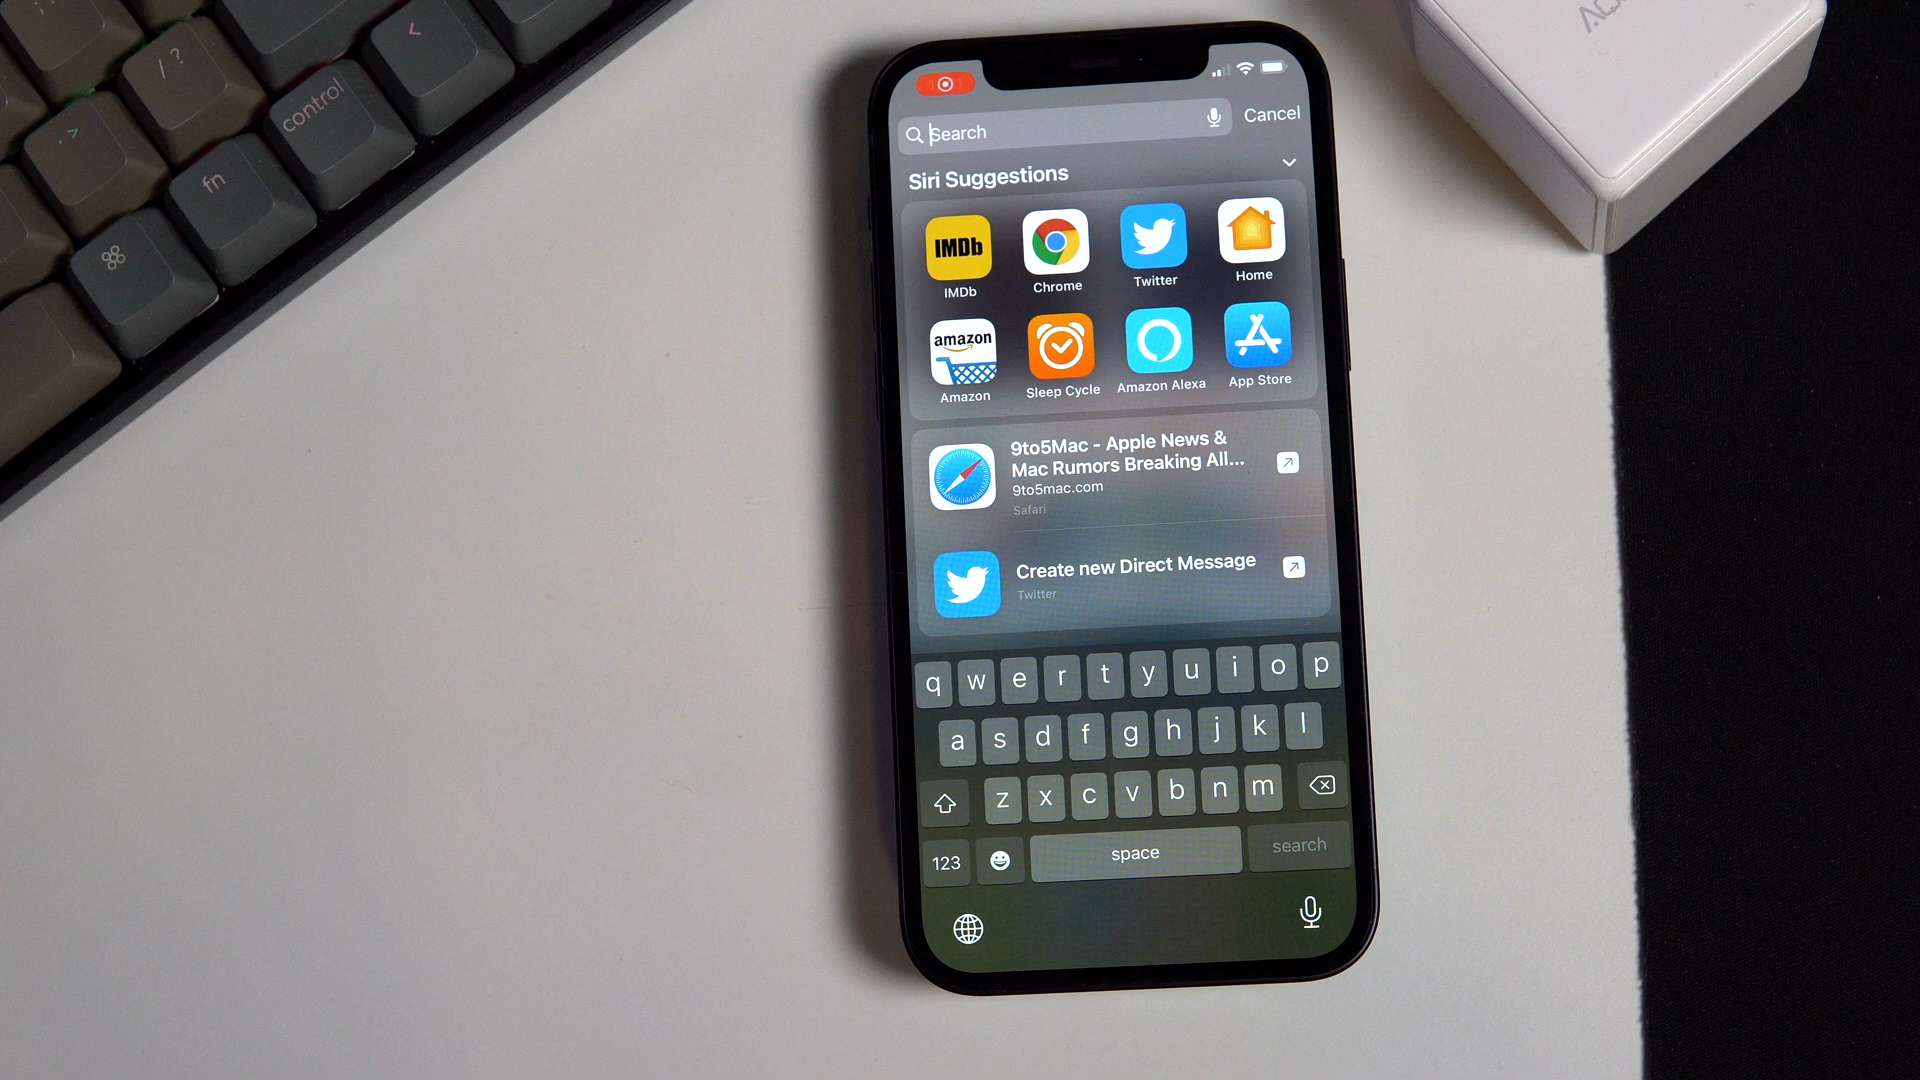 / ?
<
control
. >
fn
⌘
Search
Cancel
Siri Suggestions
IMDb
IMDb
Chrome
Twitter
Home
amazon
Amazon
Sleep Cycle
Amazon Alexa
App Store
9to5Mac - Apple News &
Mac Rumors Breaking All...
9to5mac.com
Safari
Create new Direct Message
Twitter
q w e r t y u i o p
a s d f g h j k l
z x c v b n m
123
space
search